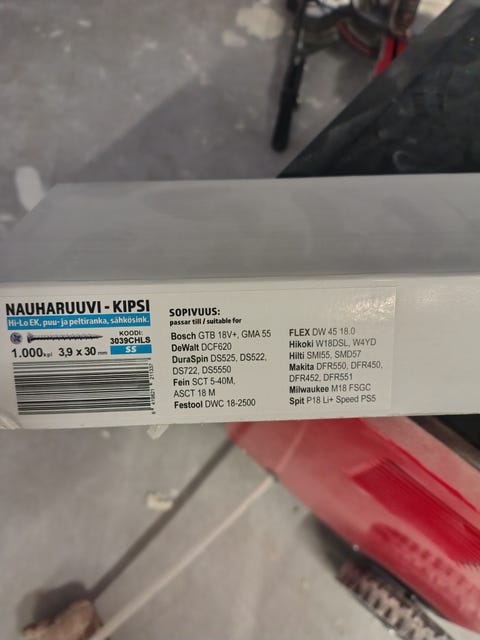 NAUHARUUVI - KIPSI
Hi-Lo EK, puu- ja peltiranka, sähkösink.
KOODI:
3039CHLS
1.000 kpl 3,9 x 30 mm SS
SOPIVUUS:
passar till / suitable for
Bosch GTB 18V+, GMA 55
DeWalt DCF620
DuraSpin DS525, DS522,
DS722, DS5550
Fein SCT 5-40M,
ASCT 18 M
Festool DWC 18-2500
FLEX DW 45 18.0
Hikoki W18DSL, W4YD
Hilti SMI55, SMD57
Makita DFR550, DFR450,
DFR452, DFR551
Milwaukee M18 FSGC
Spit P18 Li+ Speed PS5